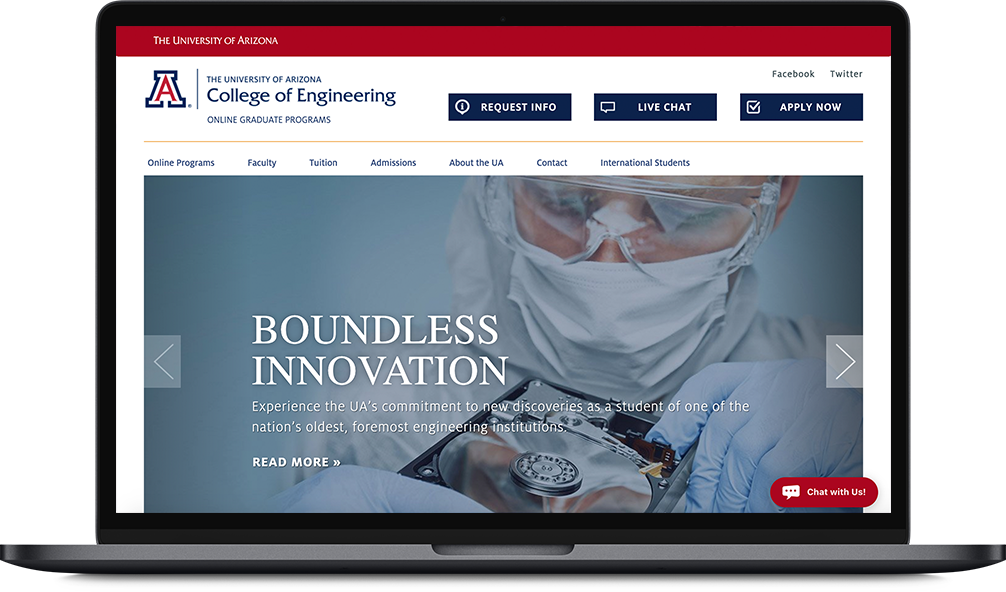 THE UNIVERSITY OF ARIZONA
Facebook Twitter
A
THE UNIVERSITY OF ARIZONA
College of Engineering
ONLINE GRADUATE PROGRAMS
REQUEST INFO LIVE CHAT APPLY NOW
Online Programs Faculty Tuition Admissions About the UA Contact International Students
BOUNDLESS
INNOVATION
Experience the UA's commitment to new discoveries as a student of one of the
nation's oldest, foremost engineering institutions.
READ MORE »
Chat with Us!